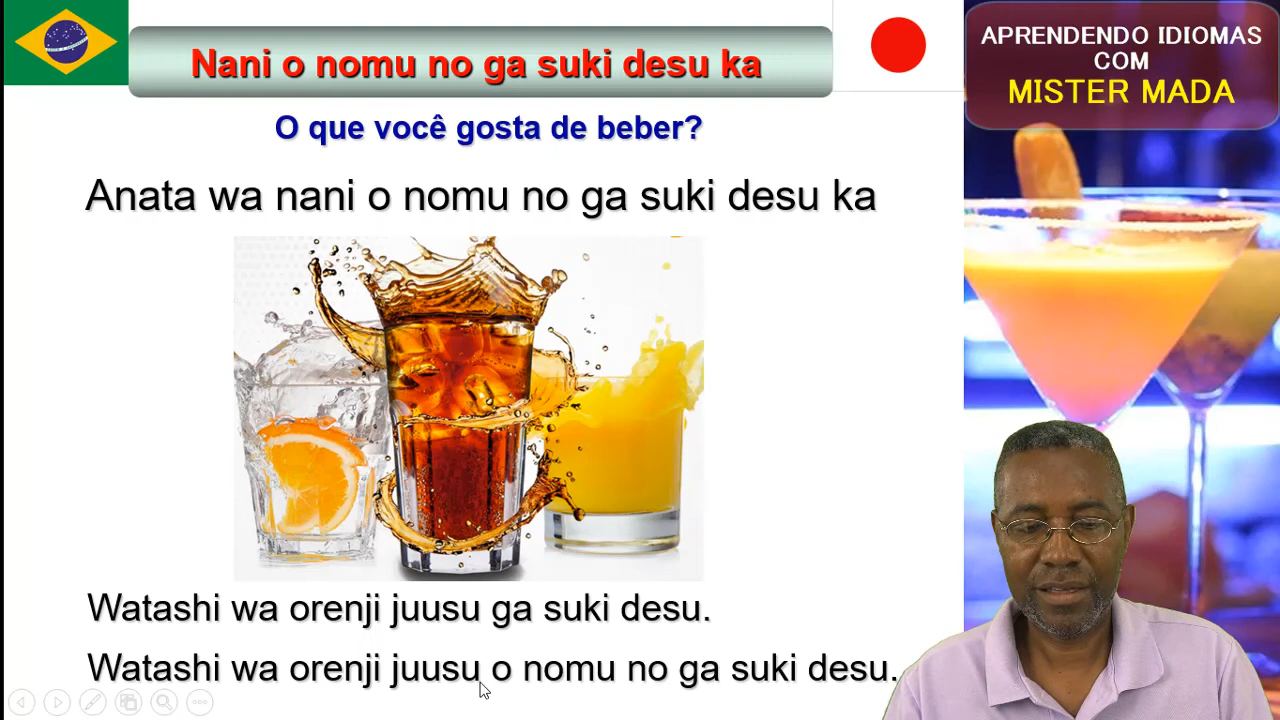 Nani o nomu no ga suki desu ka
APRENDENDO IDIOMAS
COM
MISTER MADA
O que você gosta de beber?
Anata wa nani o nomu no ga suki desu ka
Watashi wa orenji juusu ga suki desu.
Watashi wa orenji juusu o nomu no ga suki desu.